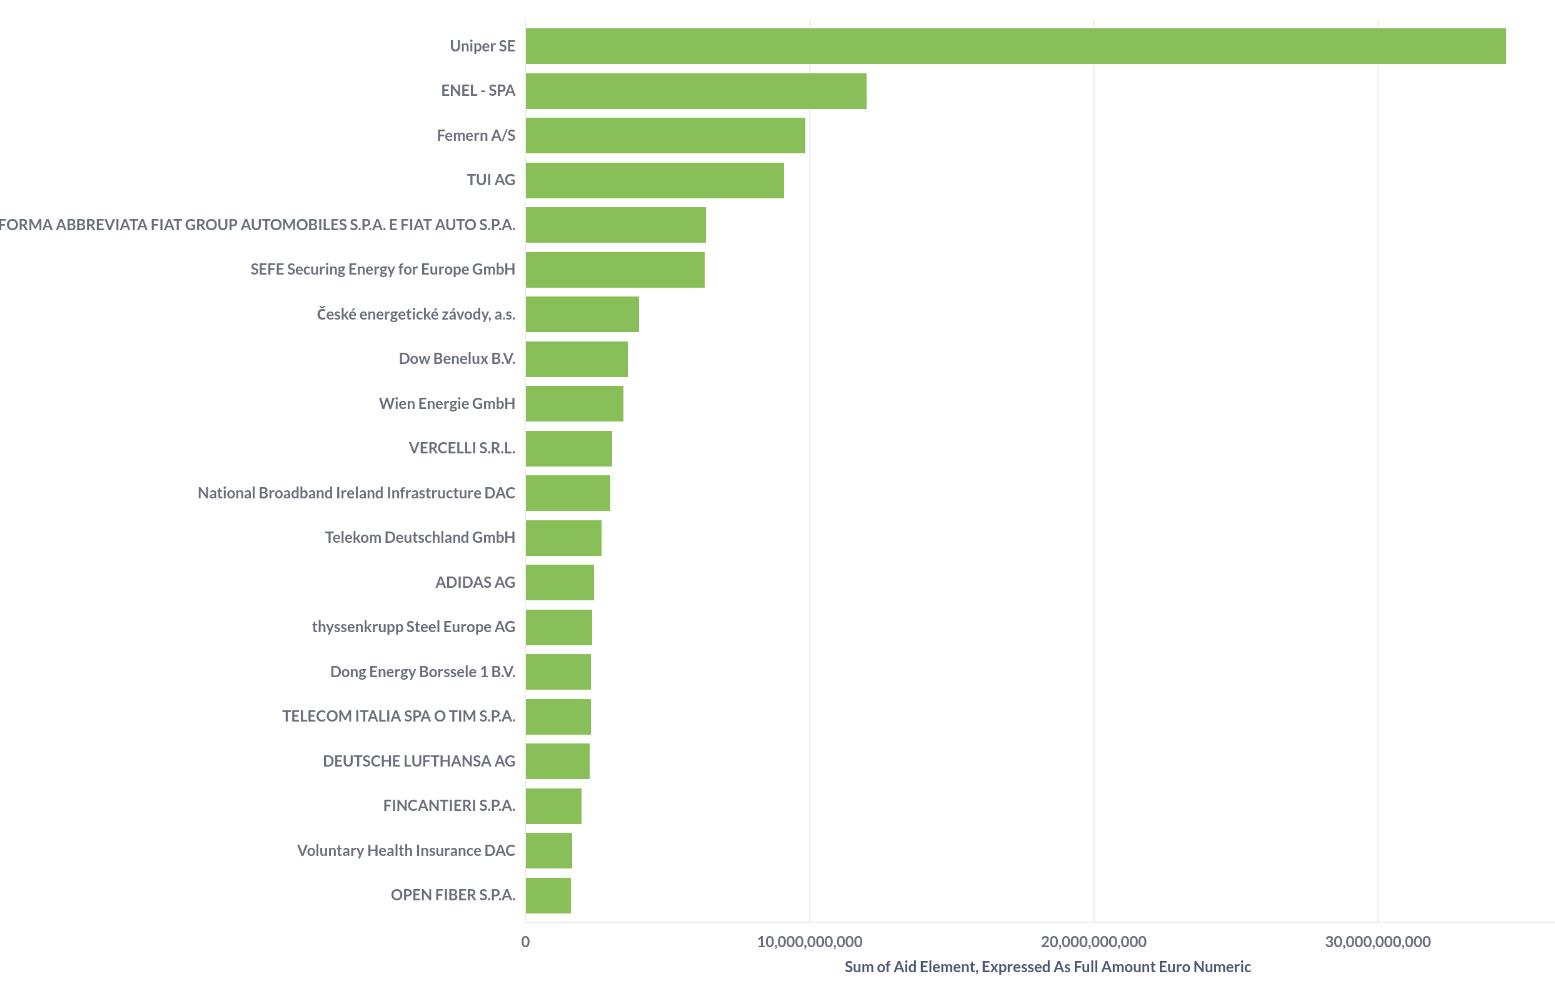 Uniper SE
ENEL - SPA
Femern A/S
TUI AG
FORMA ABBREVIATA FIAT GROUP AUTOMOBILES S.P.A. E FIAT AUTO S.P.A.
SEFE Securing Energy for Europe GmbH
České energetické závody, a.s.
Dow Benelux B.V.
Wien Energie GmbH
VERCELLI S.R.L.
National Broadband Ireland Infrastructure DAC
Telekom Deutschland GmbH
ADIDAS AG
thyssenkrupp Steel Europe AG
Dong Energy Borssele 1 B.V.
TELECOM ITALIA SPA O TIM S.P.A.
DEUTSCHE LUFTHANSA AG
FINCANTIERI S.P.A.
Voluntary Health Insurance DAC
OPEN FIBER S.P.A.
0 10,000,000,000 20,000,000,000 30,000,000,000
Sum of Aid Element, Expressed As Full Amount Euro Numeric